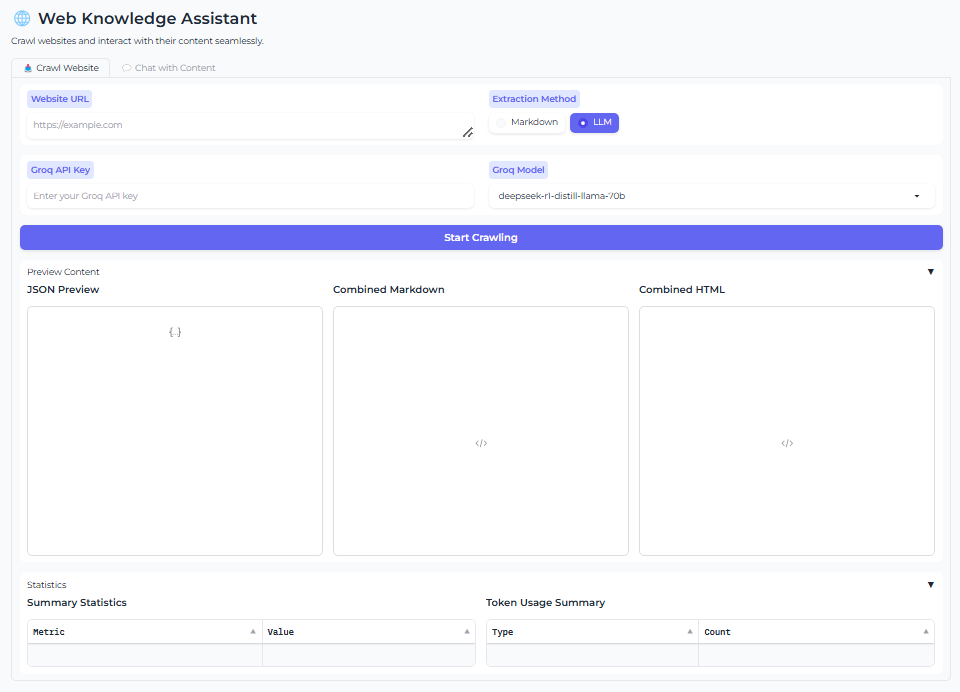 🌐 Web Knowledge Assistant
Crawl websites and interact with their content seamlessly.
Crawl Website
Chat with Content
Website URL
https://example.com
Extraction Method
Markdown
LLM
Groq API Key
Enter your Groq API key
Groq Model
deepseek-r1-distill-llama-70b
Start Crawling
Preview Content
JSON Preview
Combined Markdown
Combined HTML
{..}
</>
</>
Statistics
Summary Statistics
Token Usage Summary
Metric
Value
Type
Count